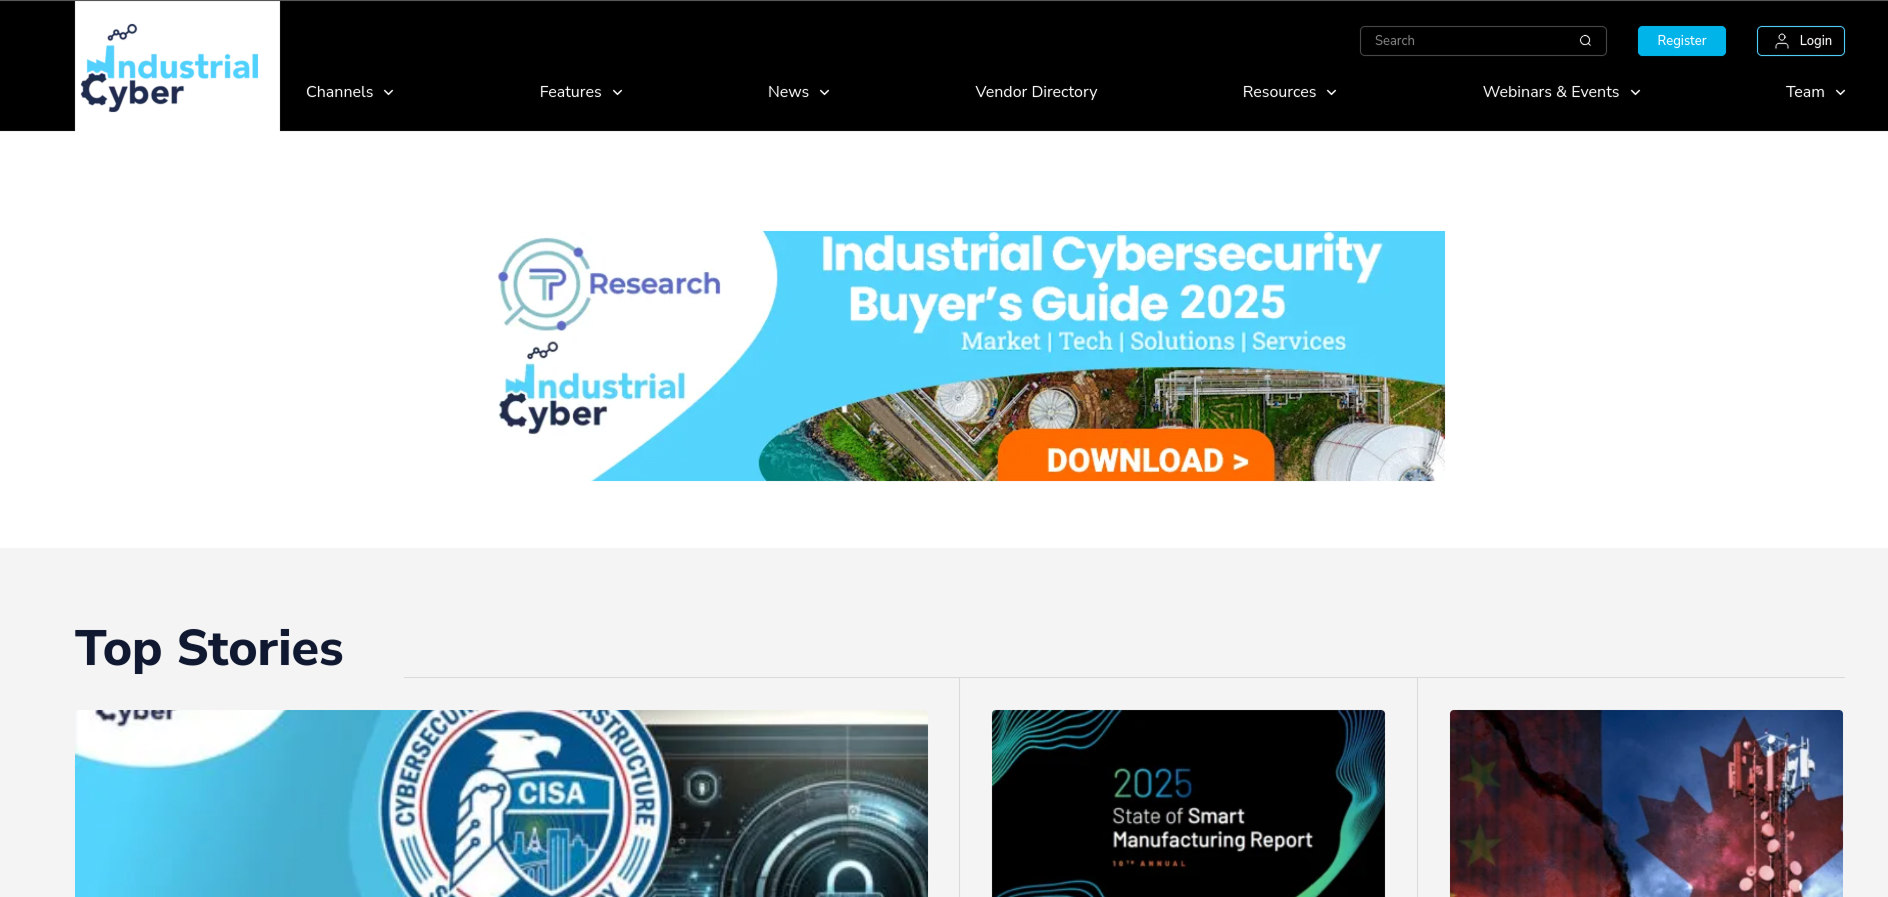 Industrial
Cyber
Search
Register
Login
Channels
Features
News
Vendor Directory
Resources
Webinars & Events
Team
TP Research
Industrial
Cyber
Industrial Cybersecurity
Buyer's Guide 2025
Market | Tech | Solutions | Services
DOWNLOAD >
Top Stories
Cyber
CISA
2025
State of Smart
Manufacturing Report
10TH ANNUAL